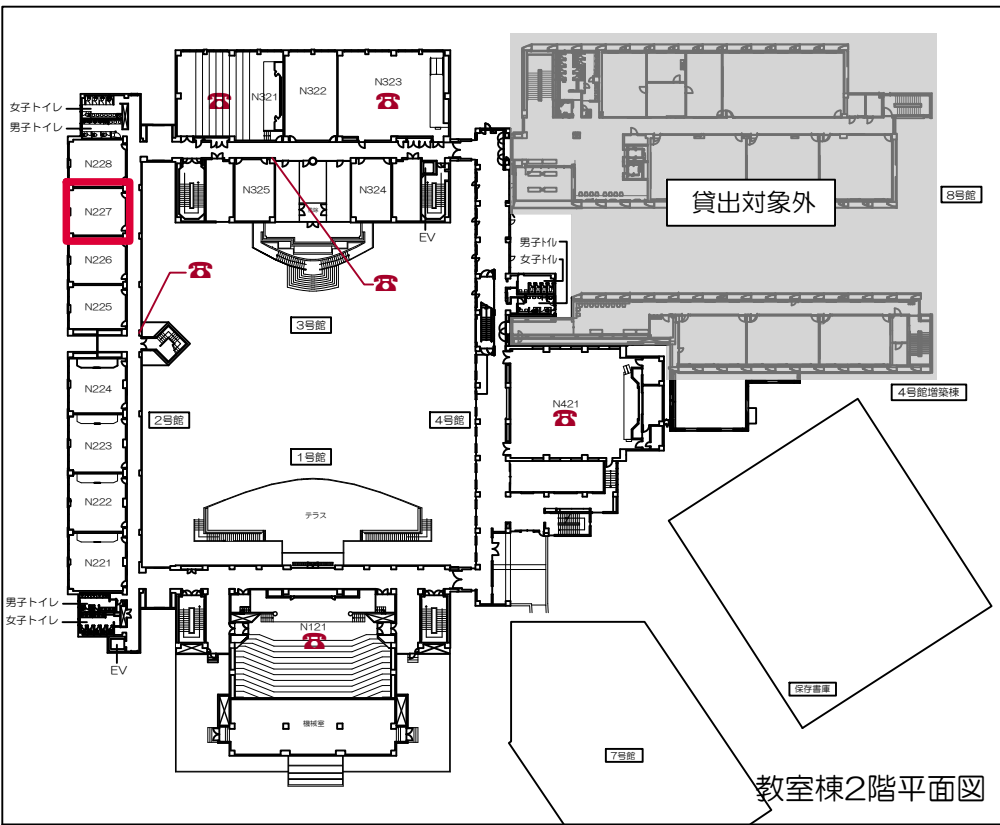 女子トイレ
男子トイレ
N228
N227
N226
N225
N224
N223
N222
N221
男子トイレ
女子トイレ
EV
2号館
N321
N322
N323
N325
N324
EV
3号館
4号館
1号館
テラス
N121
機械室
男子トイレ
女子トイレ
N421
貸出対象外
8号館
4号館増築棟
保存書庫
7号館
教室棟2階平面図